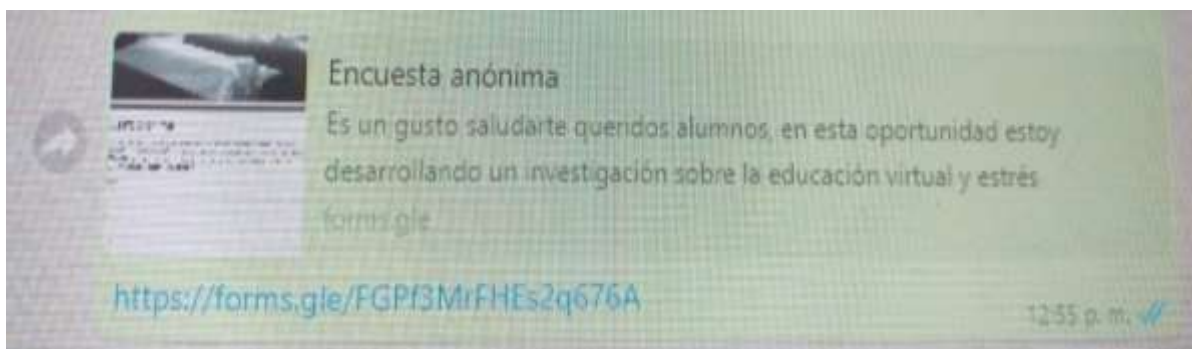 Encuesta anónima
Es un gusto saludarte queridos alumnos, en esta oportunidad estoy
desarrollando un investigación sobre la educación virtual y estrés
forms.gle
https://forms.gle/FGPf3MrFHEs2q676A
12:55 p. m.